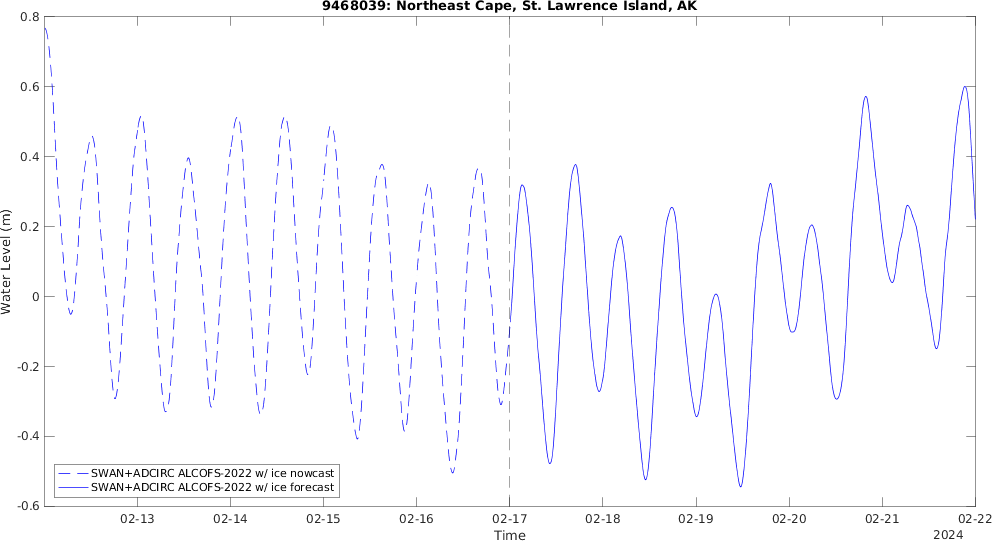 9468039: Northeast Cape, St. Lawrence Island, AK
0.8
0.6
0.4
0.2
0
-0.2
-0.4
-0.6
Water Level (m)
SWAN+ADCIRC ALCOFS-2022 w/ ice nowcast
SWAN+ADCIRC ALCOFS-2022 w/ ice forecast
02-13 02-14 02-15 02-16 02-17 02-18 02-19 02-20 02-21 02-22
Time
2024